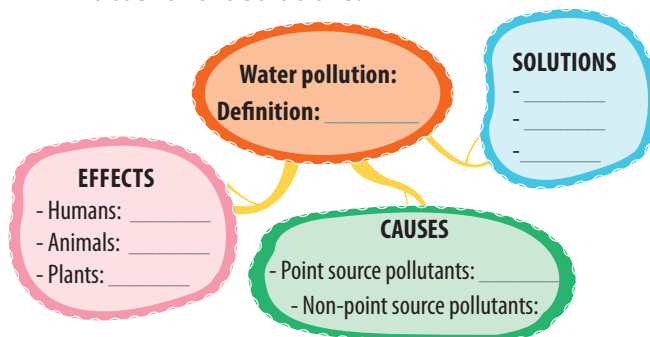 Water pollution:
Definition: _________
SOLUTIONS
- ________
- ________
-________
EFFECTS
- Humans: ________
- Animals: ________
- Plants: ________
CAUSES
- Point source pollutants: ________
- Non-point source pollutants: